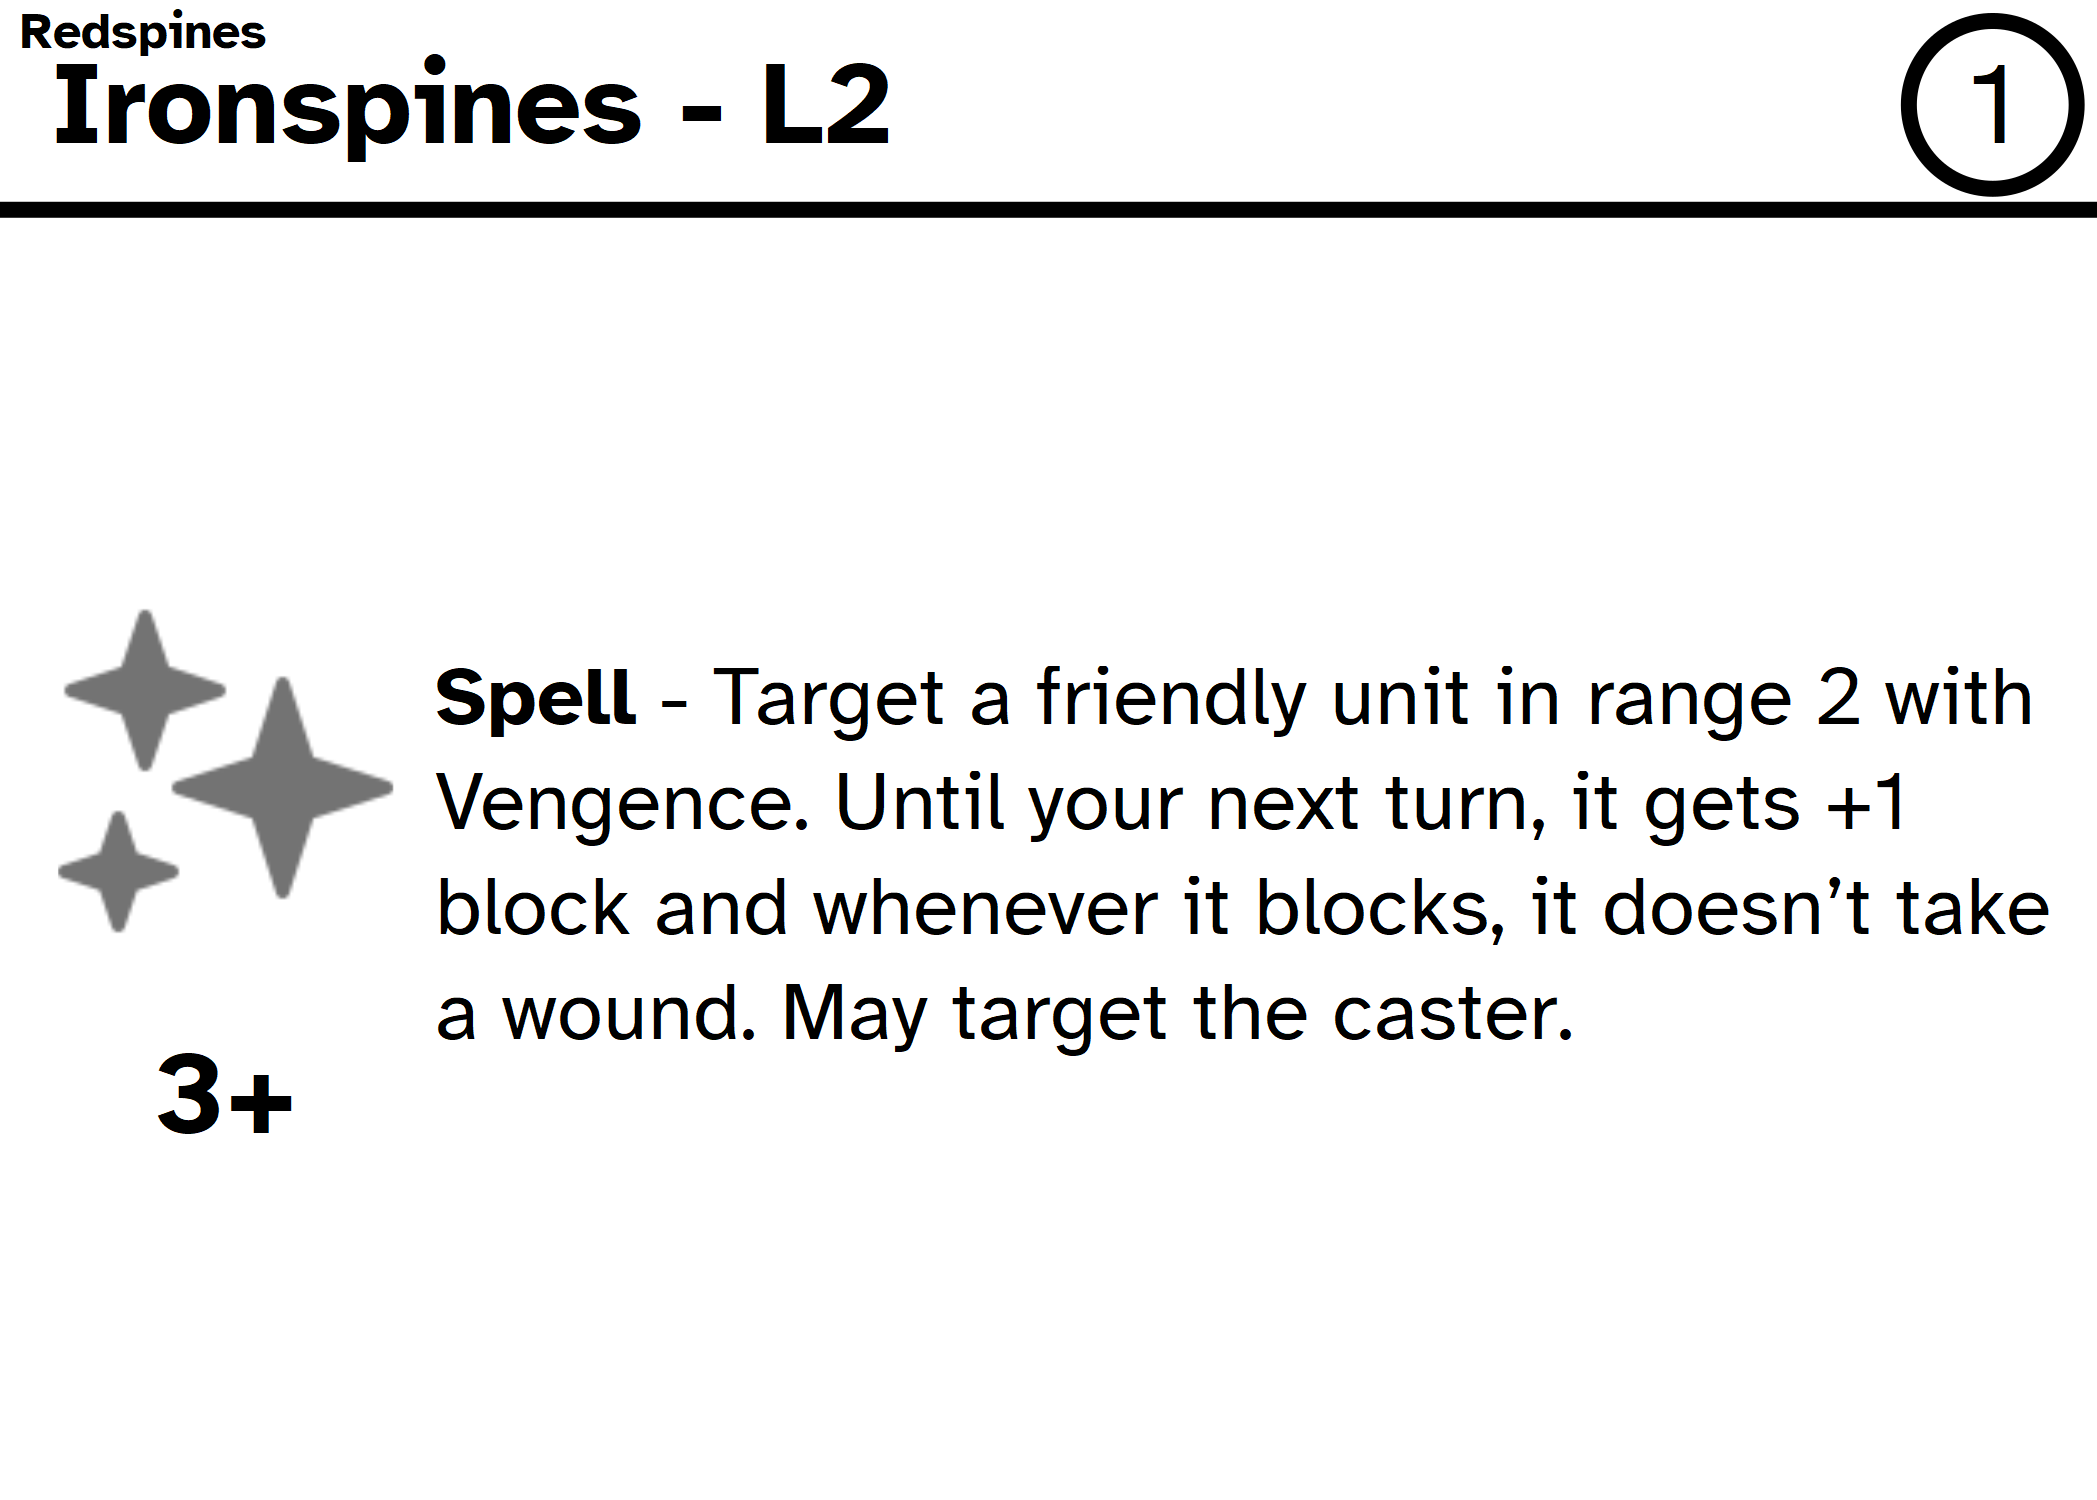 Redspines
Ironspines - L2
1
Spell - Target a friendly unit in range 2 with
Vengence. Until your next turn, it gets +1
block and whenever it blocks, it doesn’t take
a wound. May target the caster.
3+